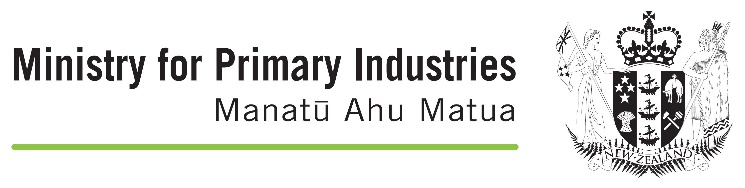 Ministry for Primary Industries
Manatū Ahu Matua
NEW ZEALAND